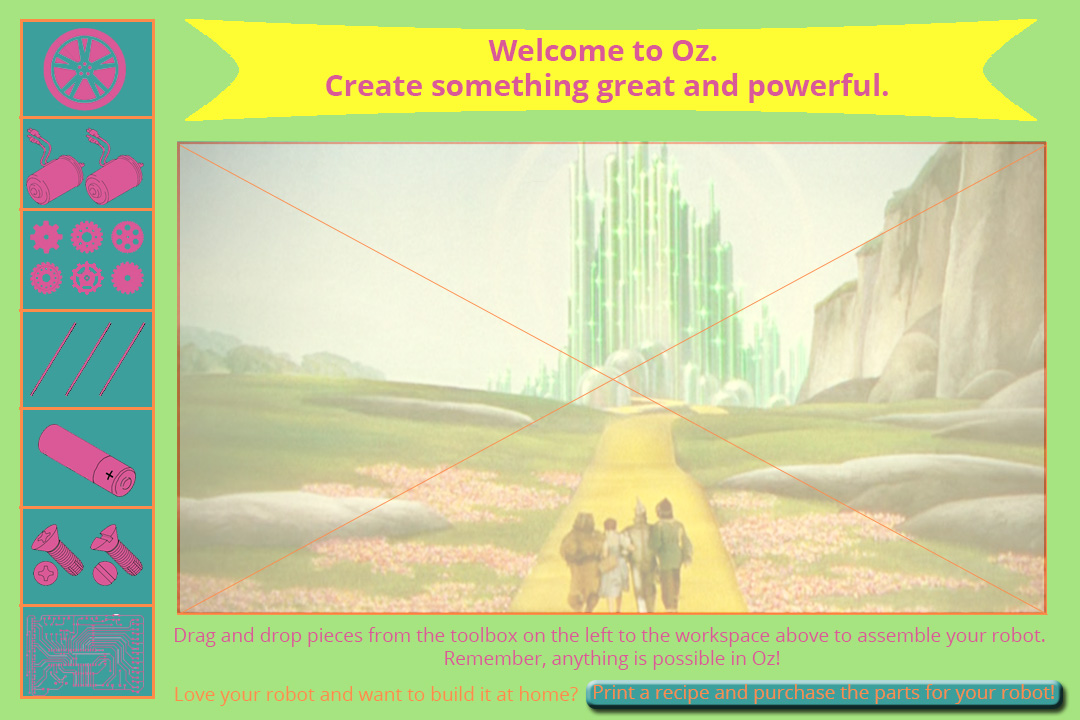 Welcome to Oz.
Create something great and powerful.
+
Drag and drop pieces from the toolbox on the left to the workspace above to assemble your robot.
Remember, anything is possible in Oz!
Love your robot and want to build it at home? Print a recipe and purchase the parts for your robot!